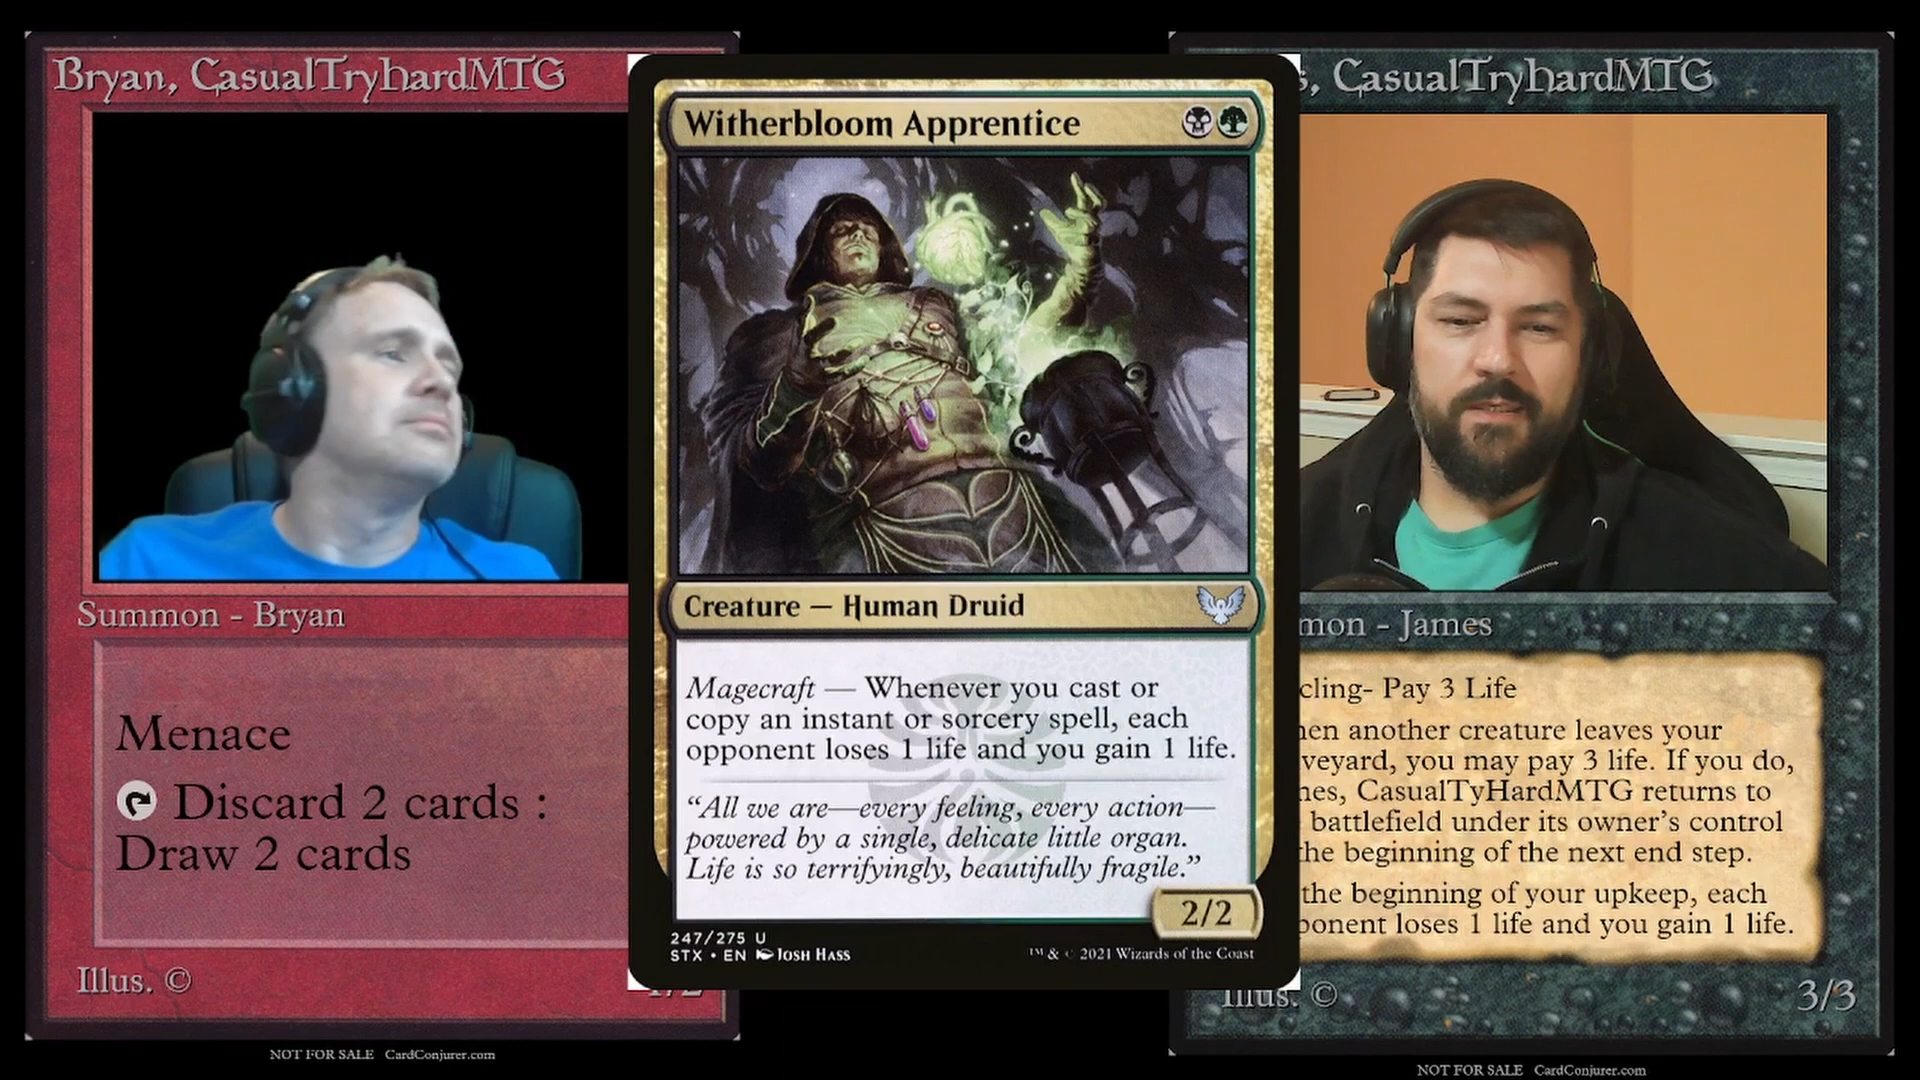 Bryan, CasualTryhardMTG
Summon - Bryan
Menace
Discard 2 cards :
Draw 2 cards
Illus. ©
1/2
NOT FOR SALE CardConjurer.com
Witherbloom Apprentice
Creature — Human Druid
Magecraft — Whenever you cast or
copy an instant or sorcery spell, each
opponent loses 1 life and you gain 1 life.
“All we are—every feeling, every action—
powered by a single, delicate little organ.
Life is so terrifyingly, beautifully fragile.”
2/2
247/275 U
STX • EN Josh Hass
™ & © 2021 Wizards of the Coast
s, CasualTryhardMTG
mon - James
cling- Pay 3 Life
en another creature leaves your
veyard, you may pay 3 life. If you do,
nes, CasualTyHardMTG returns to
battlefield under its owner’s control
he beginning of the next end step.
the beginning of your upkeep, each
ponent loses 1 life and you gain 1 life.
Illus. ©
3/3
NOT FOR SALE CardConjurer.com